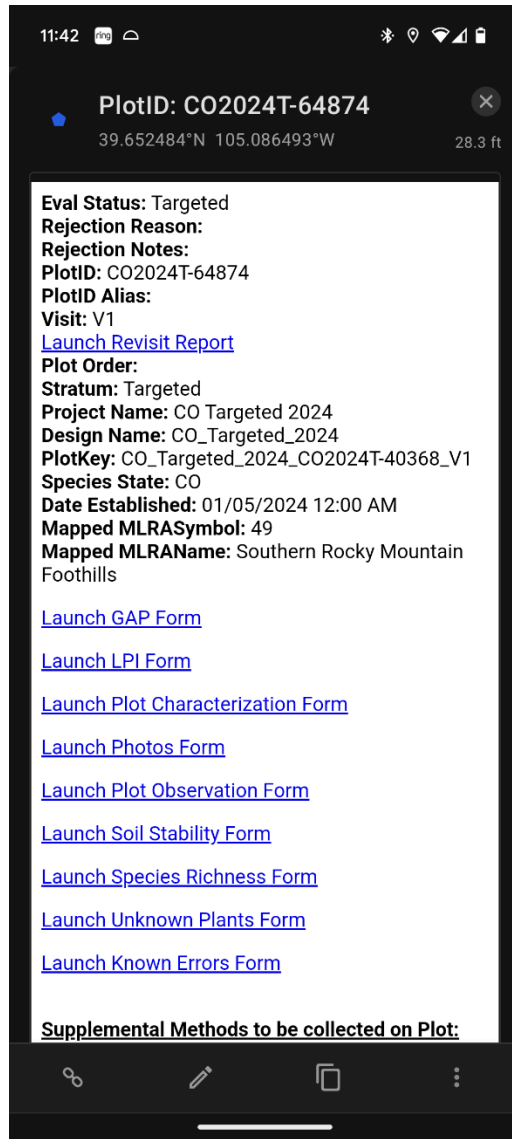 11:42 ring
PlotID: CO2024T-64874
39.652484°N 105.086493°W 28.3 ft
Eval Status: Targeted
Rejection Reason:
Rejection Notes:
PlotID: CO2024T-64874
PlotID Alias:
Visit: V1
Launch Revisit Report
Plot Order:
Stratum: Targeted
Project Name: CO Targeted 2024
Design Name: CO_Targeted_2024
PlotKey: CO_Targeted_2024_CO2024T-40368_V1
Species State: CO
Date Established: 01/05/2024 12:00 AM
Mapped MLRASymbol: 49
Mapped MLRAName: Southern Rocky Mountain
Foothills
Launch GAP Form
Launch LPI Form
Launch Plot Characterization Form
Launch Photos Form
Launch Plot Observation Form
Launch Soil Stability Form
Launch Species Richness Form
Launch Unknown Plants Form
Launch Known Errors Form
Supplemental Methods to be collected on Plot: